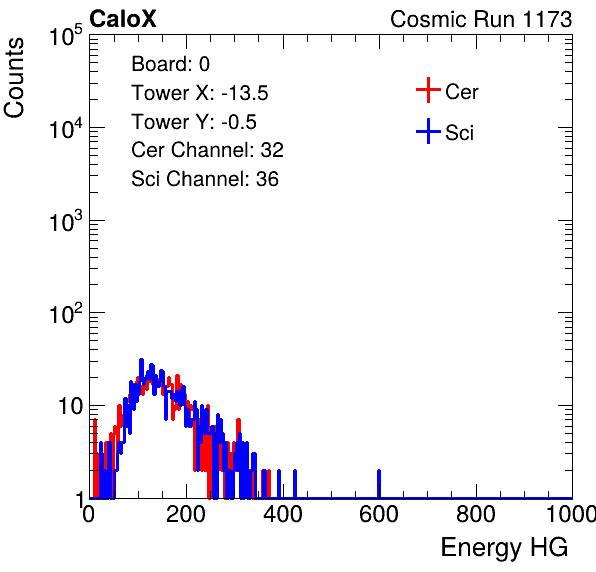 CaloX Cosmic Run 1173
Counts
10^5
10^4
10^3
10^2
10
1
Board: 0
Tower X: -13.5
Tower Y: -0.5
Cer Channel: 32
Sci Channel: 36
Cer
Sci
0 200 400 600 800 1000
Energy HG